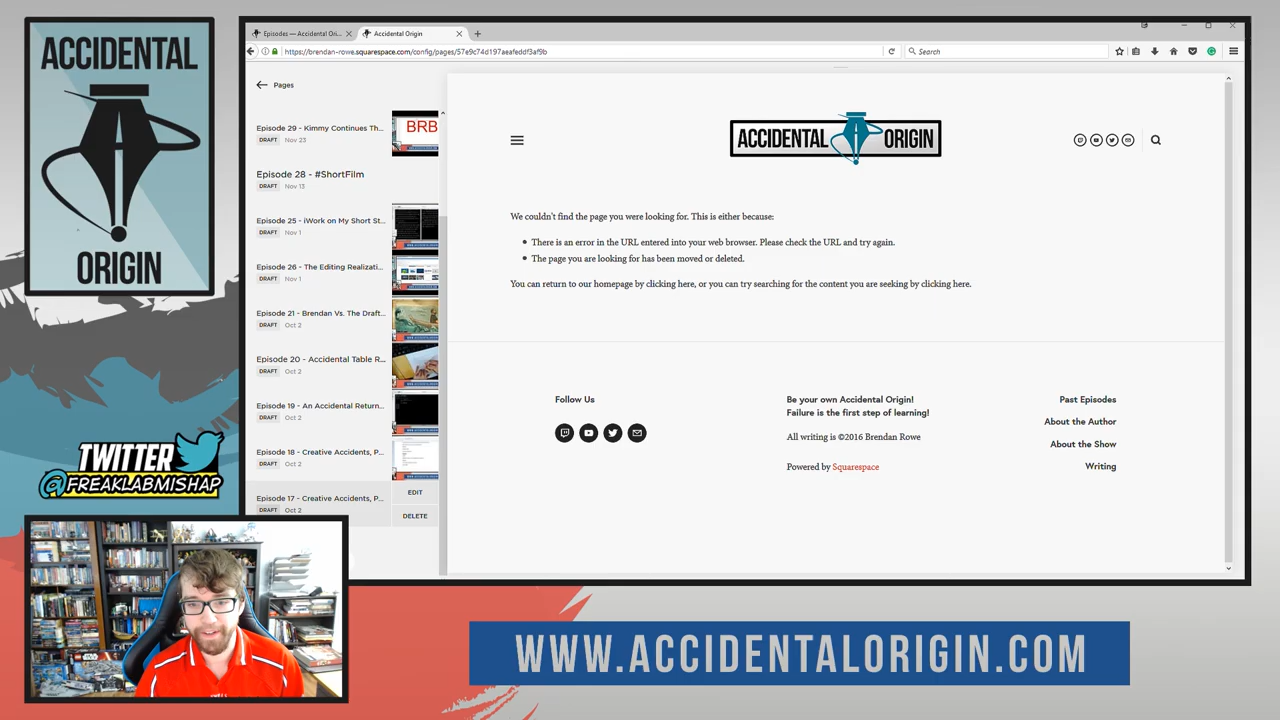 ACCIDENTAL
ORIGIN
Episodes — Accidental Ori...
Accidental Origin
https://brendan-rowe.squarespace.com/config/pages/57e9c74d197aeafeddf3af9b
Search
Pages
Episode 29 - Kimmy Continues Th...
DRAFT Nov 23
BRB
Episode 28 - #ShortFilm
DRAFT Nov 13
Episode 25 - iWork on My Short St...
DRAFT Nov 1
Episode 26 - The Editing Realizati...
DRAFT Nov 1
Episode 21 - Brendan Vs. The Draft...
DRAFT Oct 2
Episode 20 - Accidental Table R...
DRAFT Oct 2
Episode 19 - An Accidental Return...
DRAFT Oct 2
Episode 18 - Creative Accidents, P...
DRAFT Oct 2
Episode 17 - Creative Accidents, P...
DRAFT Oct 2
EDIT
DELETE
ACCIDENTAL ORIGIN
We couldn't find the page you were looking for. This is either because:
There is an error in the URL entered into your web browser. Please check the URL and try again.
The page you are looking for has been moved or deleted.
You can return to our homepage by clicking here, or you can try searching for the content you are seeking by clicking here.
Follow Us
Be your own Accidental Origin!
Failure is the first step of learning!
All writing is ©2016 Brendan Rowe
Powered by Squarespace
Past Episodes
About the Author
About the Show
Writing
TWITTER
@FREAKLABMISHAP
WWW.ACCIDENTALORIGIN.COM